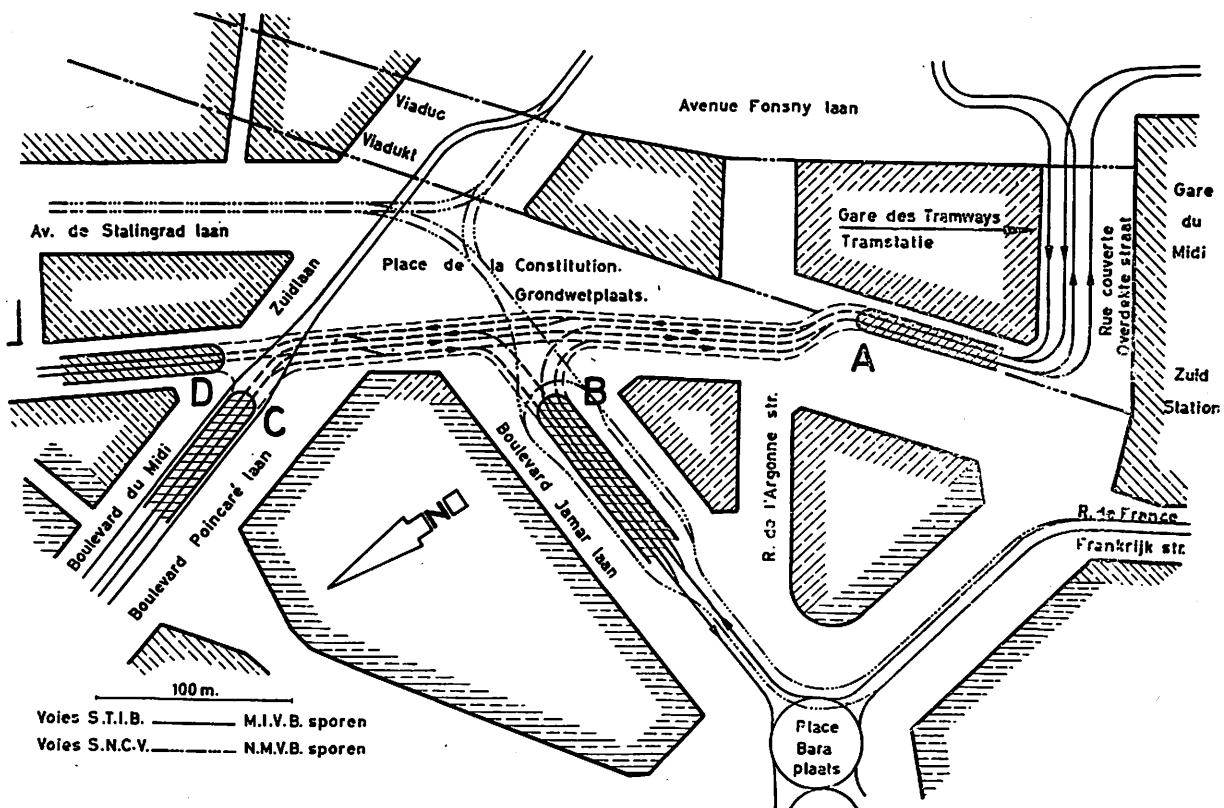 Viaduc
Viadukt
Avenue Fonsny laan
Gare
du
Midi
Av. de Stalingrad laan
Gare des Tramways
Tramstatie
Zuidlaan
Place de la Constitution.
Grondwetplaats.
Rue couverte
Overdekte straat
A
Zuid
Station
D
C
B
Boulevard du Midi
Boulevard Poincaré laan
Boulevard Jamar laan
R. de l'Argonne str.
N
R. de France
Frankrijk str.
100 m.
Voies S.T.I.B. M.I.V.B. sporen
Voies S.N.C.V. N.M.V.B. sporen
Place
Bara
plaats